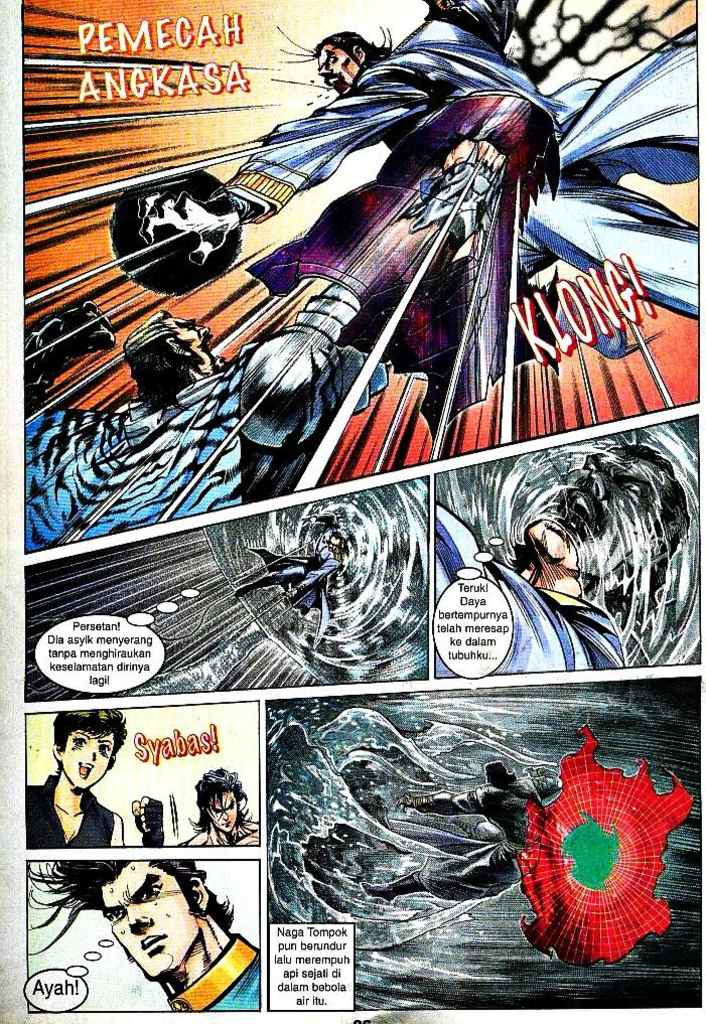 PEMECAH
ANGKASA
KLONG!
Persetan!
Dia asyik menyerang
tanpa menghiraukan
keselamatan dirinya
lagi!
Teruk!
Daya
bertempurnya
telah meresap
ke dalam
tubuhku...
Syabas!
Ayah!
Naga Tompok
pun berundur
lalu merempuh
api sejati di
dalam bebola
air itu.